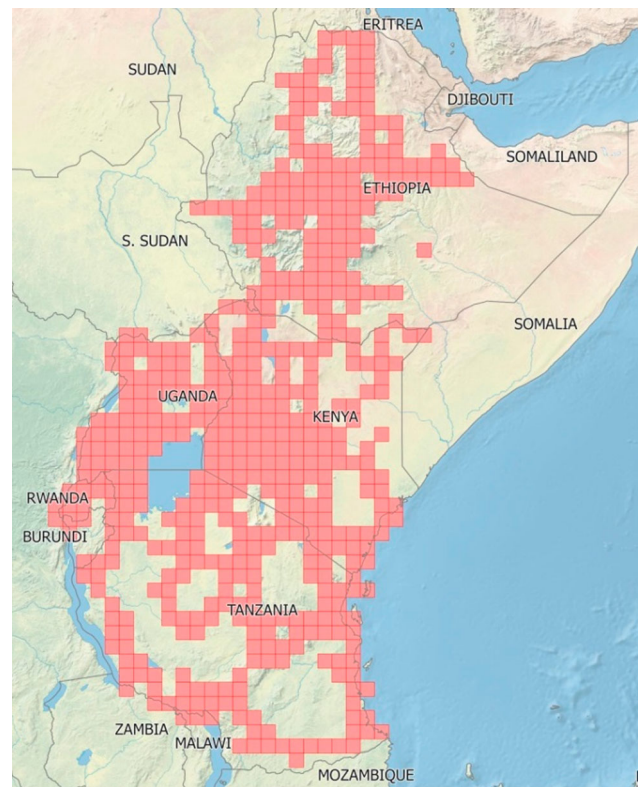 ERITREA
SUDAN
DJIBOUTI
SOMALILAND
ETHIOPIA
S. SUDAN
SOMALIA
UGANDA
KENYA
RWANDA
BURUNDI
TANZANIA
ZAMBIA
MALAWI
MOZAMBIQUE